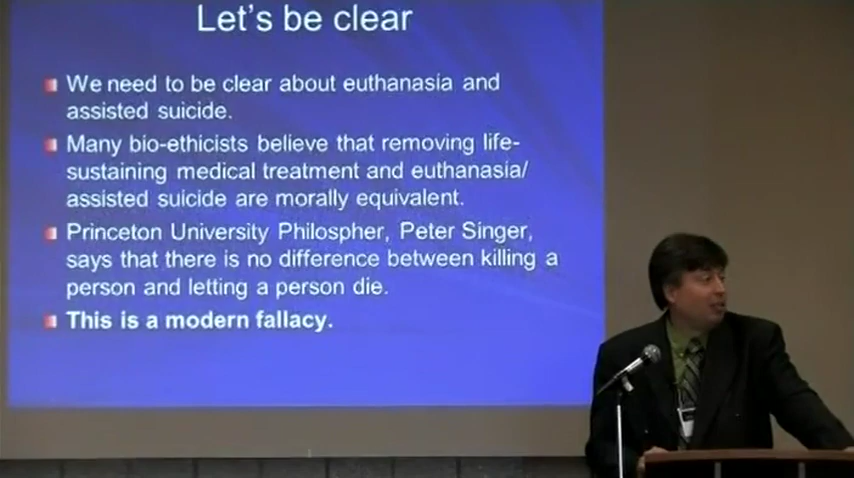 Let's be clear
We need to be clear about euthanasia and
assisted suicide.
Many bio-ethicists believe that removing life-
sustaining medical treatment and euthanasia/
assisted suicide are morally equivalent.
Princeton University Philospher, Peter Singer,
says that there is no difference between killing a
person and letting a person die.
This is a modern fallacy.